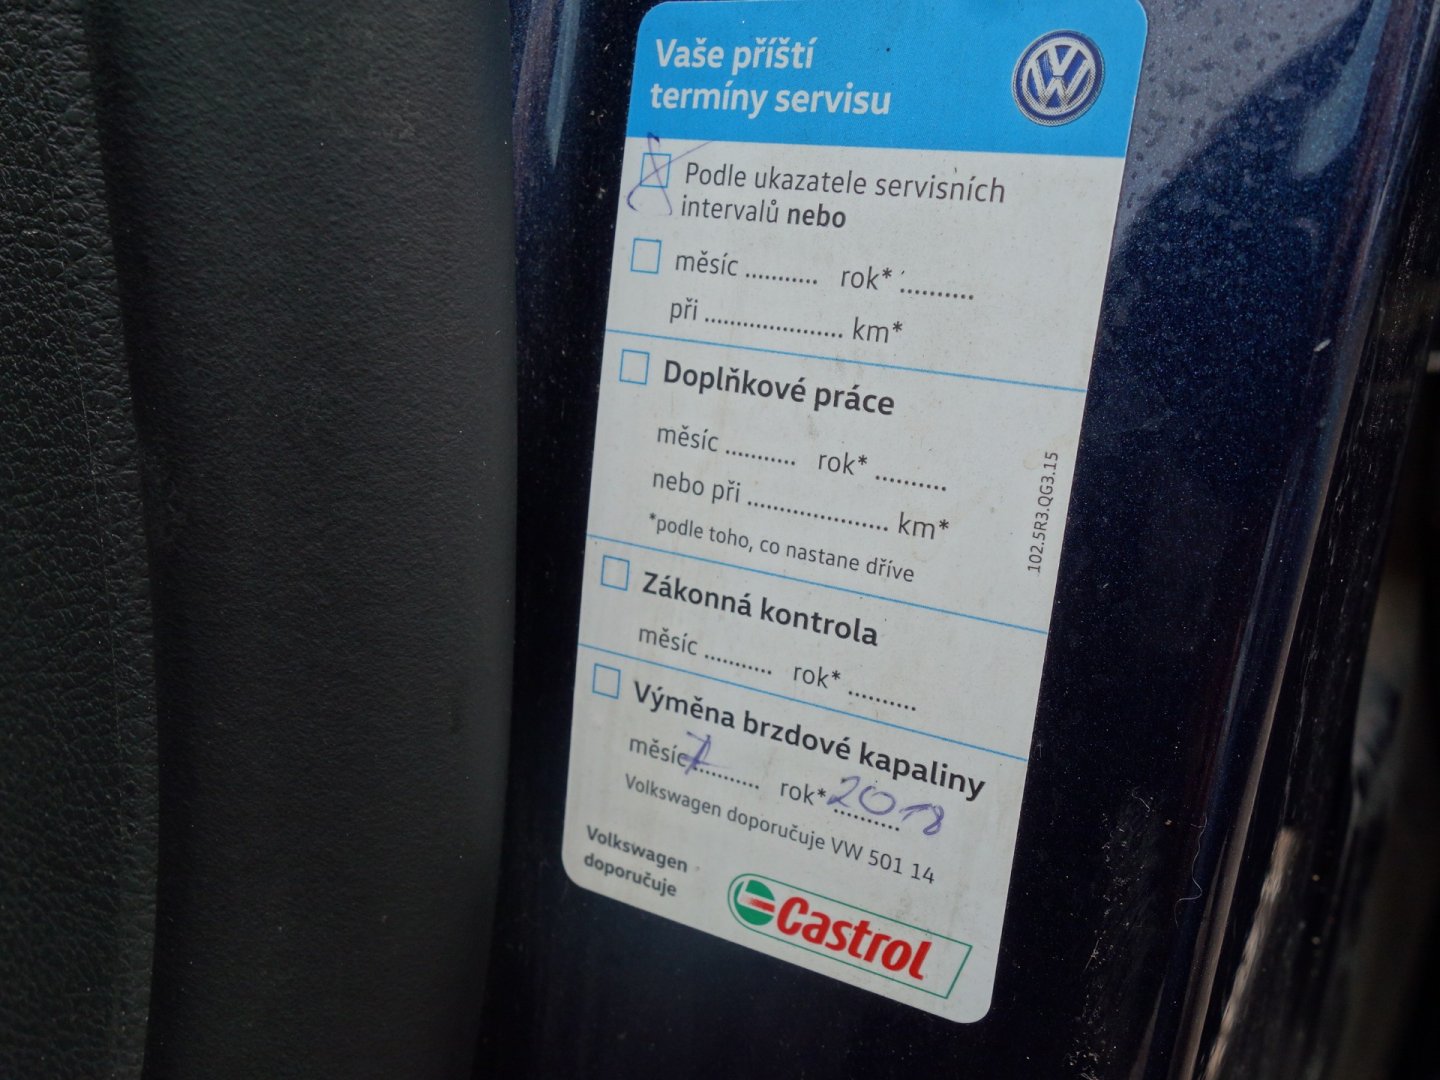 Vaše příští
termíny servisu
Podle ukazatele servisních
intervalů nebo
měsíc ........... rok* ..........
při ...................... km*
Doplňkové práce
měsíc ........... rok* ..........
nebo při ...................... km*
*podle toho, co nastane dříve
102.5R3.QG3.15
Zákonná kontrola
měsíc ........... rok* ..........
Výměna brzdové kapaliny
měsíc 7 .......... rok* 2018
Volkswagen doporučuje VW 501 14
Volkswagen
doporučuje
Castrol